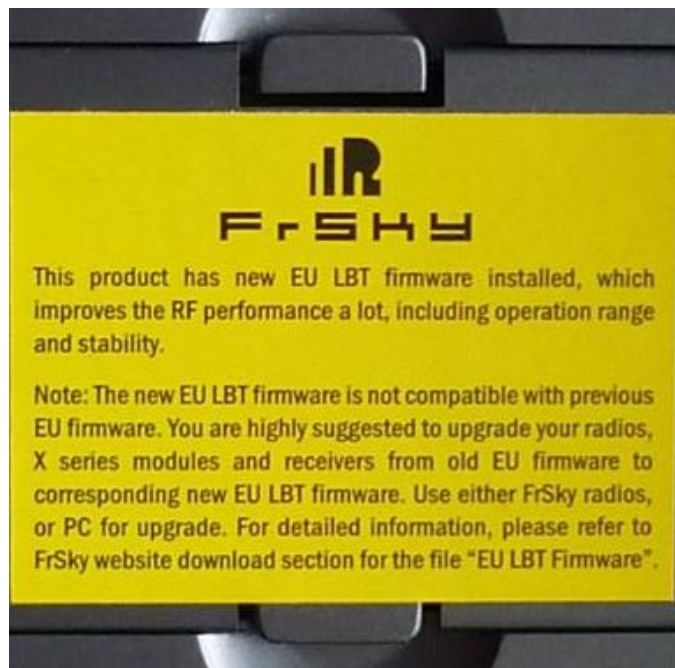 FrSKY
This product has new EU LBT firmware installed, which
improves the RF performance a lot, including operation range
and stability.
Note: The new EU LBT firmware is not compatible with previous
EU firmware. You are highly suggested to upgrade your radios,
X series modules and receivers from old EU firmware to
corresponding new EU LBT firmware. Use either FrSky radios,
or PC for upgrade. For detailed information, please refer to
FrSky website download section for the file “EU LBT Firmware”.